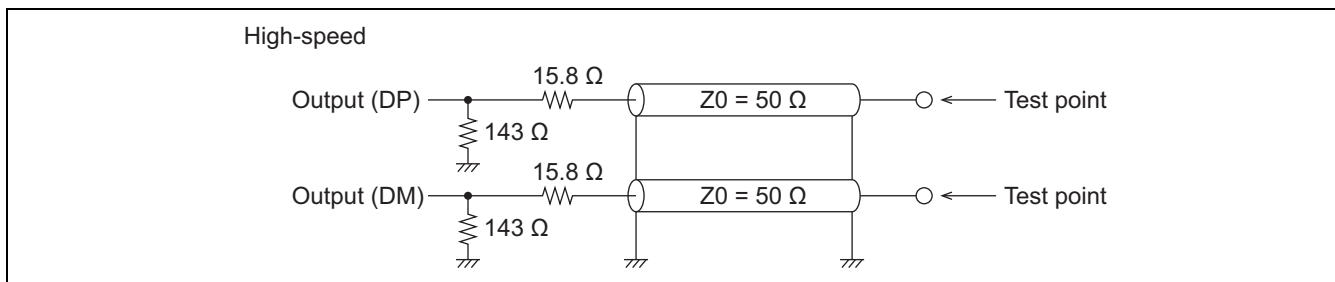 High-speed
15.8 Ω
Output (DP)
Z0 = 50 Ω
Test point
143 Ω
15.8 Ω
Output (DM)
Z0 = 50 Ω
Test point
143 Ω